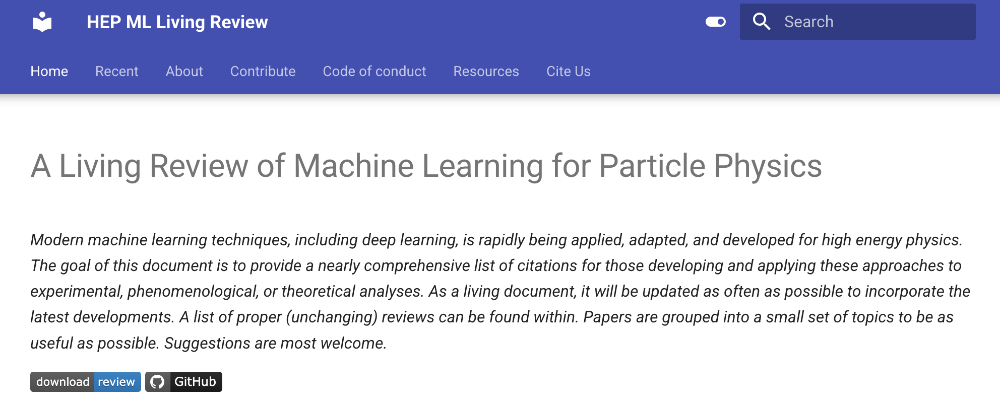 HEP ML Living Review
Search
Home Recent About Contribute Code of conduct Resources Cite Us
A Living Review of Machine Learning for Particle Physics
Modern machine learning techniques, including deep learning, is rapidly being applied, adapted, and developed for high energy physics.
The goal of this document is to provide a nearly comprehensive list of citations for those developing and applying these approaches to
experimental, phenomenological, or theoretical analyses. As a living document, it will be updated as often as possible to incorporate the
latest developments. A list of proper (unchanging) reviews can be found within. Papers are grouped into a small set of topics to be as
useful as possible. Suggestions are most welcome.
download review GitHub